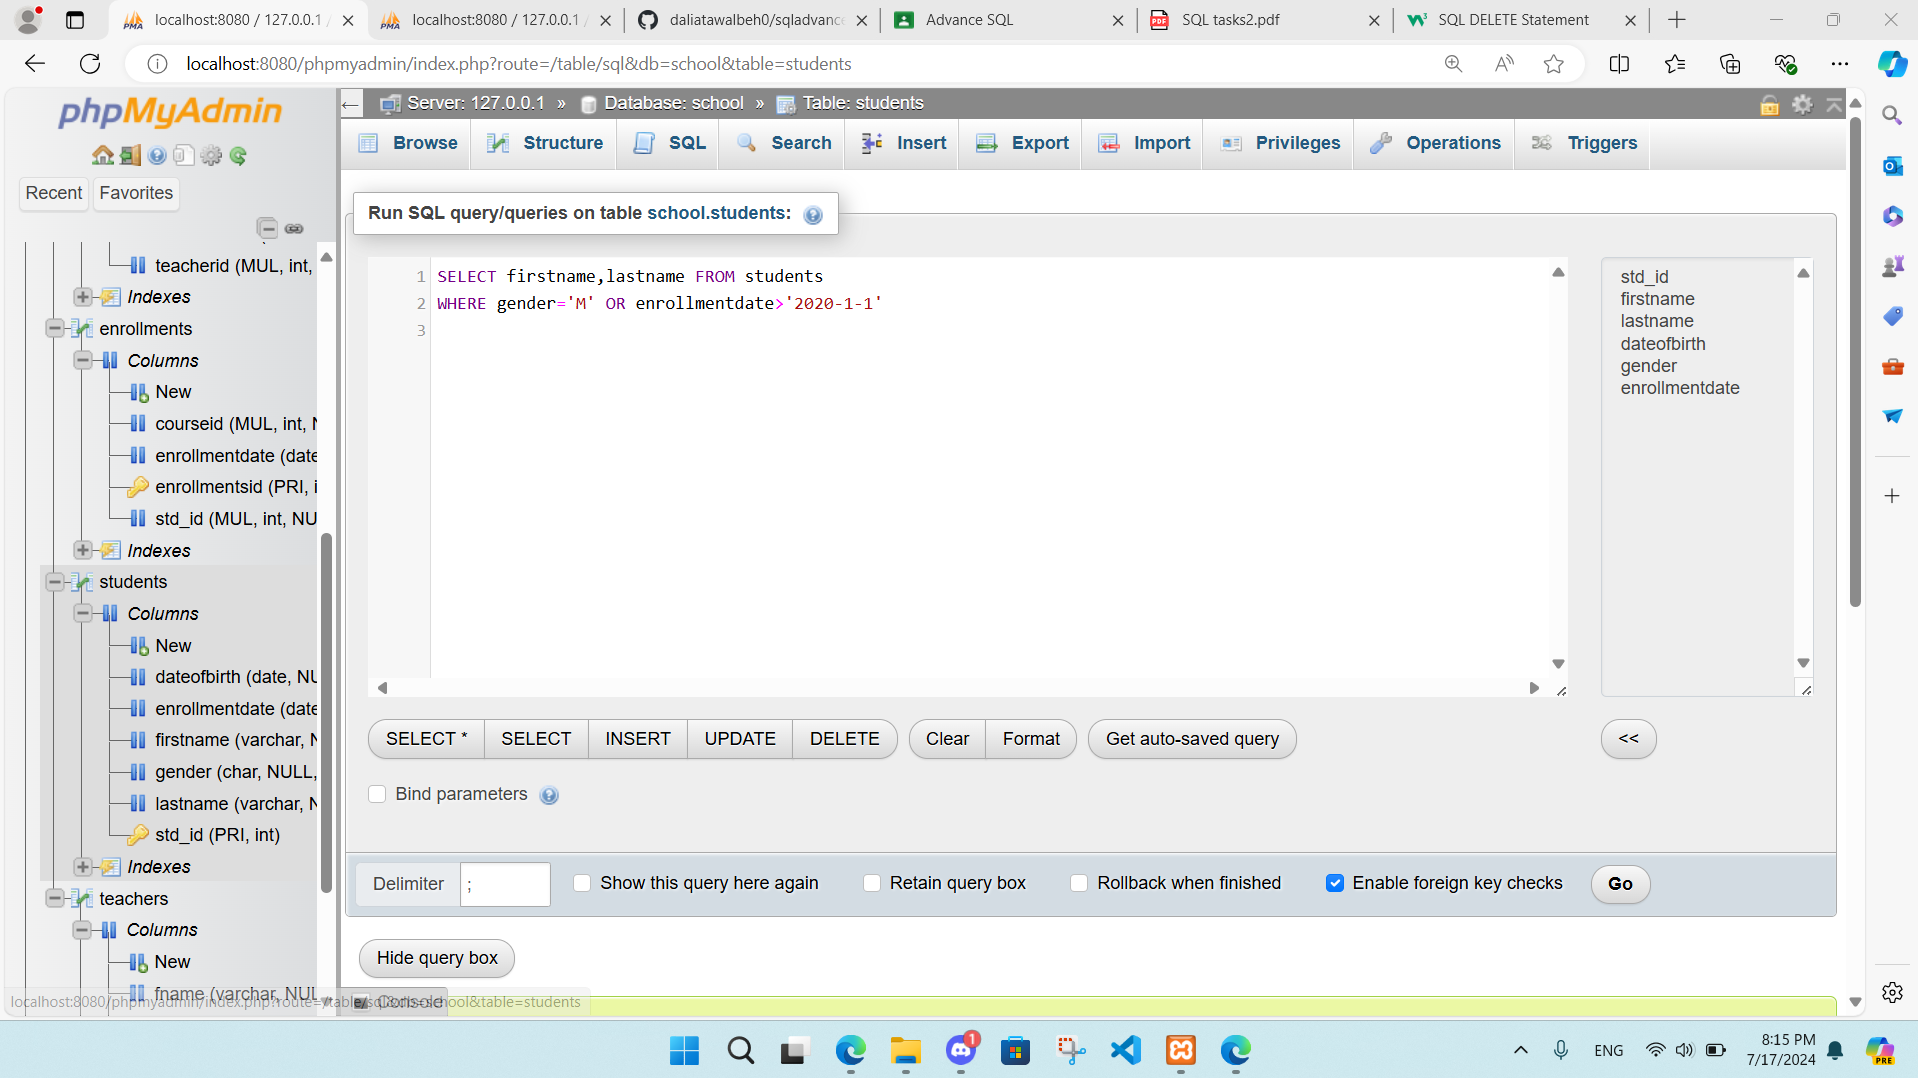 localhost:8080 / 127.0.0.1 /
localhost:8080 / 127.0.0.1 /
daliatawalbeh0/sqladvance
Advance SQL
SQL tasks2.pdf
SQL DELETE Statement
localhost:8080/phpmyadmin/index.php?route=/table/sql&db=school&table=students
phpMyAdmin
Server: 127.0.0.1 » Database: school » Table: students
Browse Structure SQL Search Insert Export Import Privileges Operations Triggers
Recent Favorites
Run SQL query/queries on table school.students:
teacherid (MUL, int,
Indexes
enrollments
Columns
New
courseid (MUL, int, N
enrollmentdate (date
enrollmentsid (PRI, i
std_id (MUL, int, NU
Indexes
students
Columns
New
dateofbirth (date, NU
enrollmentdate (date
firstname (varchar, N
gender (char, NULL,
lastname (varchar, N
std_id (PRI, int)
Indexes
teachers
Columns
New
fname (varchar, NUL
1 SELECT firstname,lastname FROM students
2 WHERE gender='M' OR enrollmentdate>'2020-1-1'
3
std_id
firstname
lastname
dateofbirth
gender
enrollmentdate
SELECT * SELECT INSERT UPDATE DELETE Clear Format Get auto-saved query <<
Bind parameters
Delimiter ; Show this query here again Retain query box Rollback when finished Enable foreign key checks Go
Hide query box
Console
localhost:8080/phpmyadmin/index.php?route=/table/sql&db=school&table=students
1
ENG
8:15 PM
7/17/2024
PRE